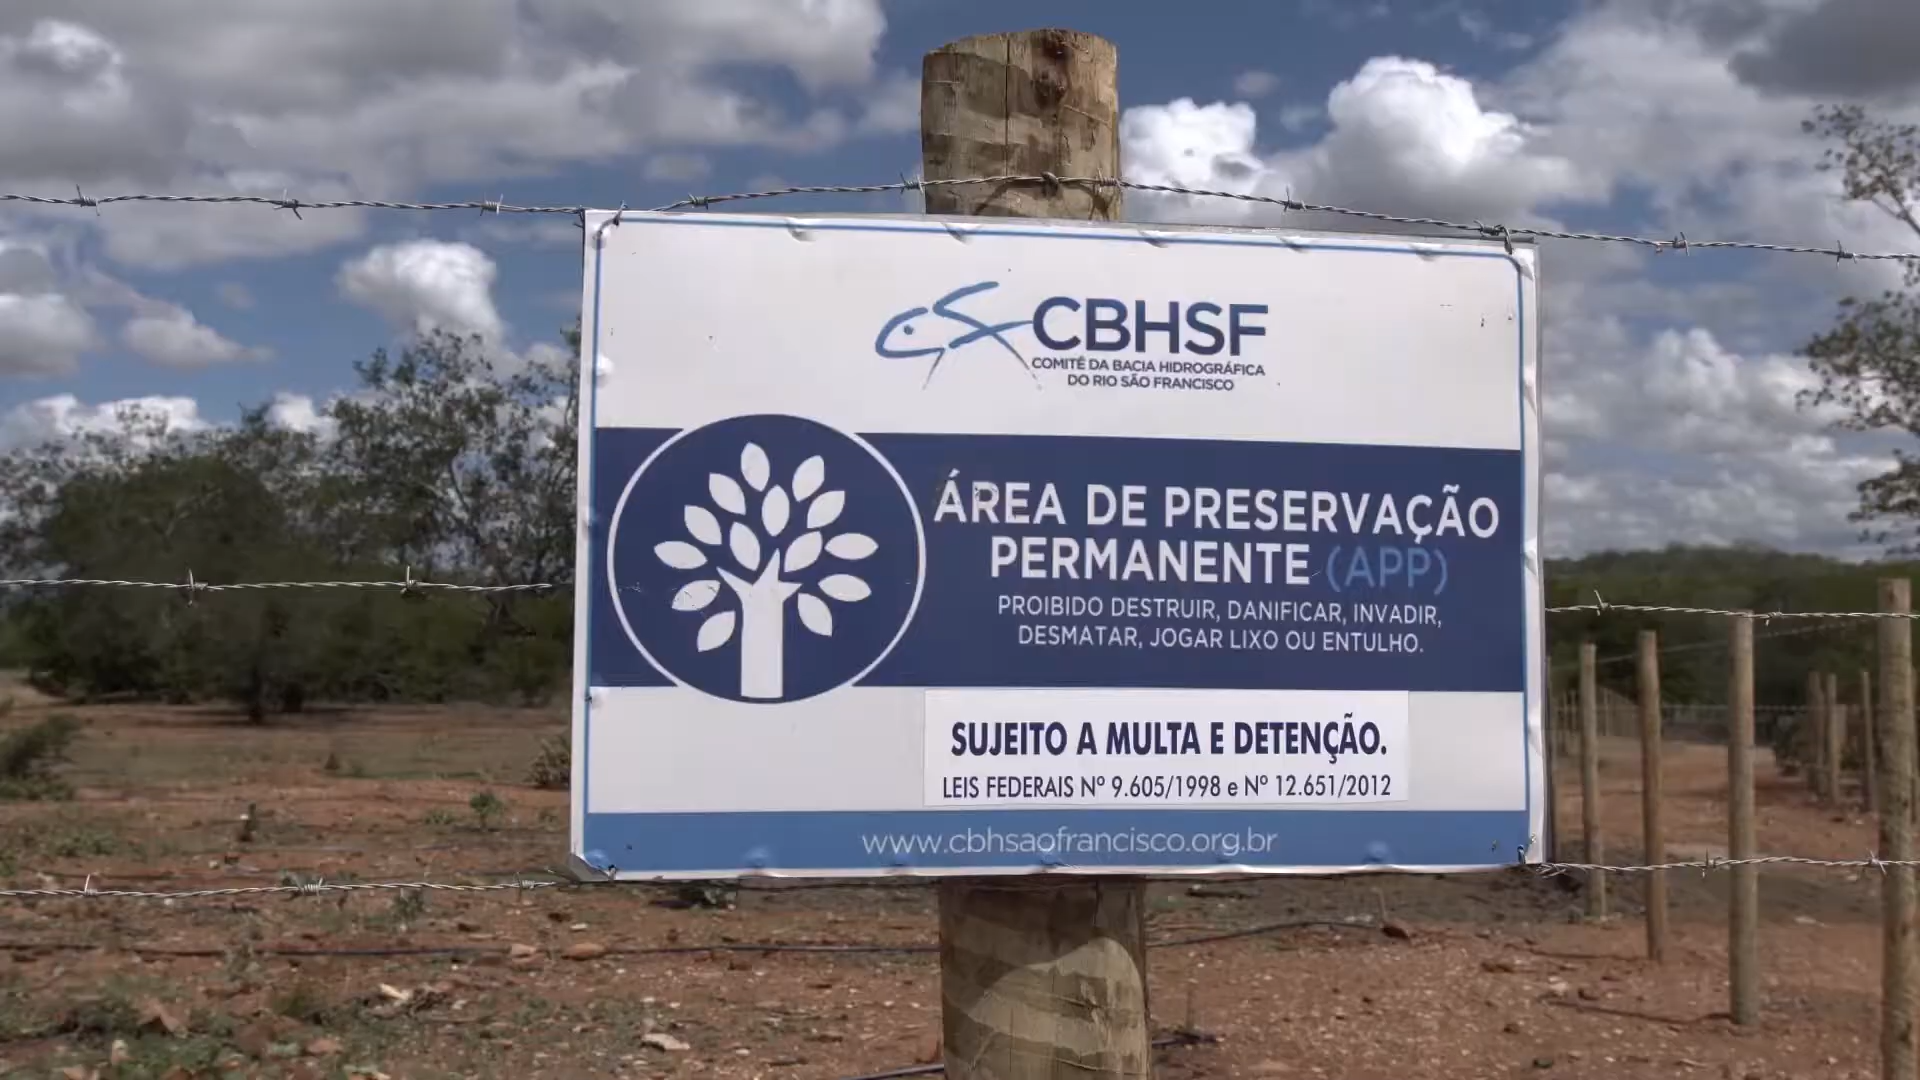 CBHSF
COMITÊ DA BACIA HIDROGRÁFICA
DO RIO SÃO FRANCISCO
ÁREA DE PRESERVAÇÃO
PERMANENTE (APP)
PROIBIDO DESTRUIR, DANIFICAR, INVADIR,
DESMATAR, JOGAR LIXO OU ENTULHO.
SUJEITO A MULTA E DETENÇÃO.
LEIS FEDERAIS Nº 9.605/1998 e Nº 12.651/2012
www.cbhsaofrancisco.org.br